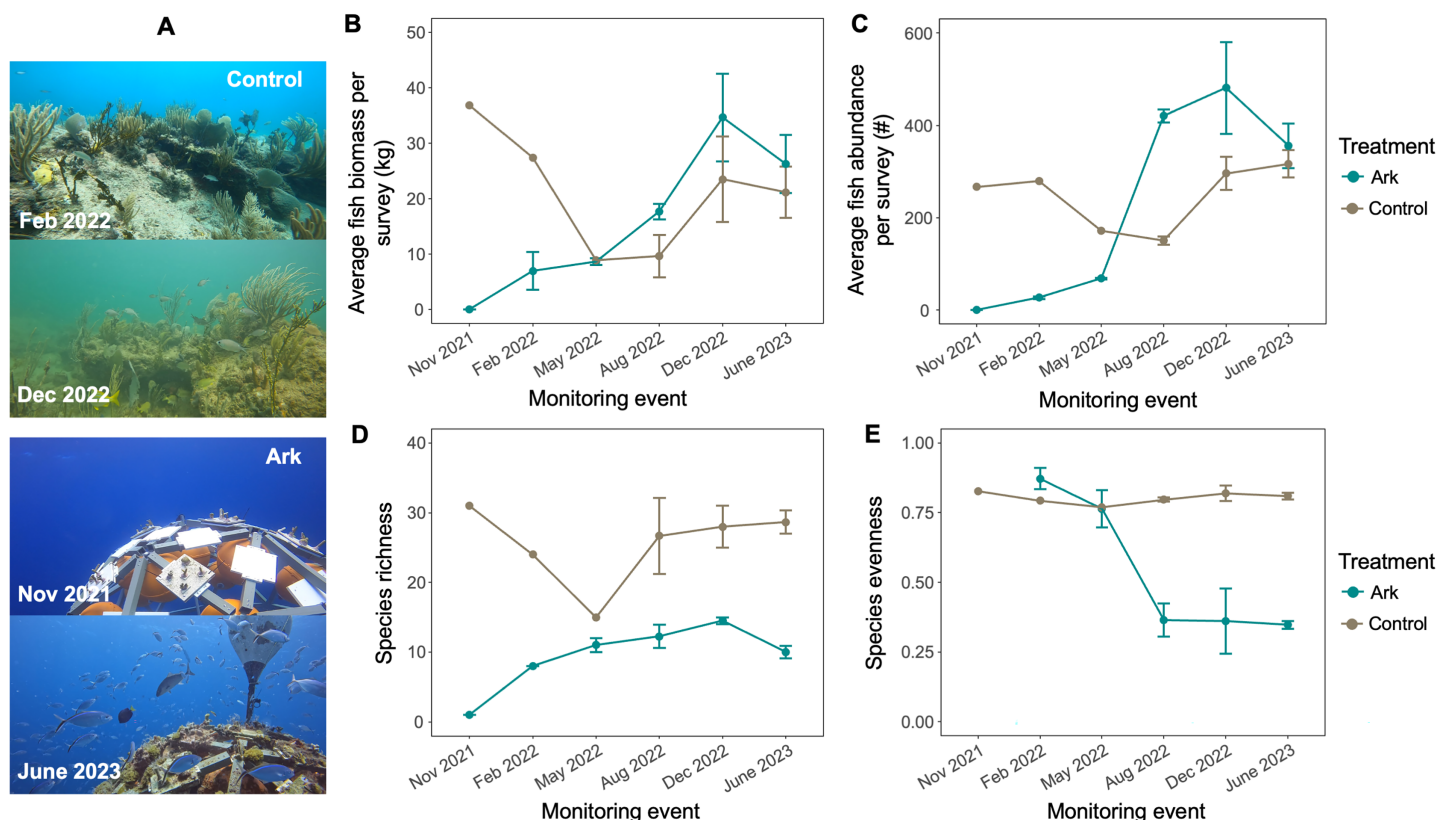 A
Control
Feb 2022
Dec 2022
Ark
Nov 2021
June 2023
B
Average fish biomass per
survey (kg)
50
40
30
20
10
0
Nov 2021
Feb 2022
May 2022
Aug 2022
Dec 2022
June 2023
Monitoring event
C
Average fish abundance
per survey (#)
600
400
200
0
Nov 2021
Feb 2022
May 2022
Aug 2022
Dec 2022
June 2023
Monitoring event
Treatment
Ark
Control
D
Species richness
40
30
20
10
0
Nov 2021
Feb 2022
May 2022
Aug 2022
Dec 2022
June 2023
Monitoring event
E
Species evenness
1.00
0.75
0.50
0.25
0.00
Nov 2021
Feb 2022
May 2022
Aug 2022
Dec 2022
June 2023
Monitoring event
Treatment
Ark
Control